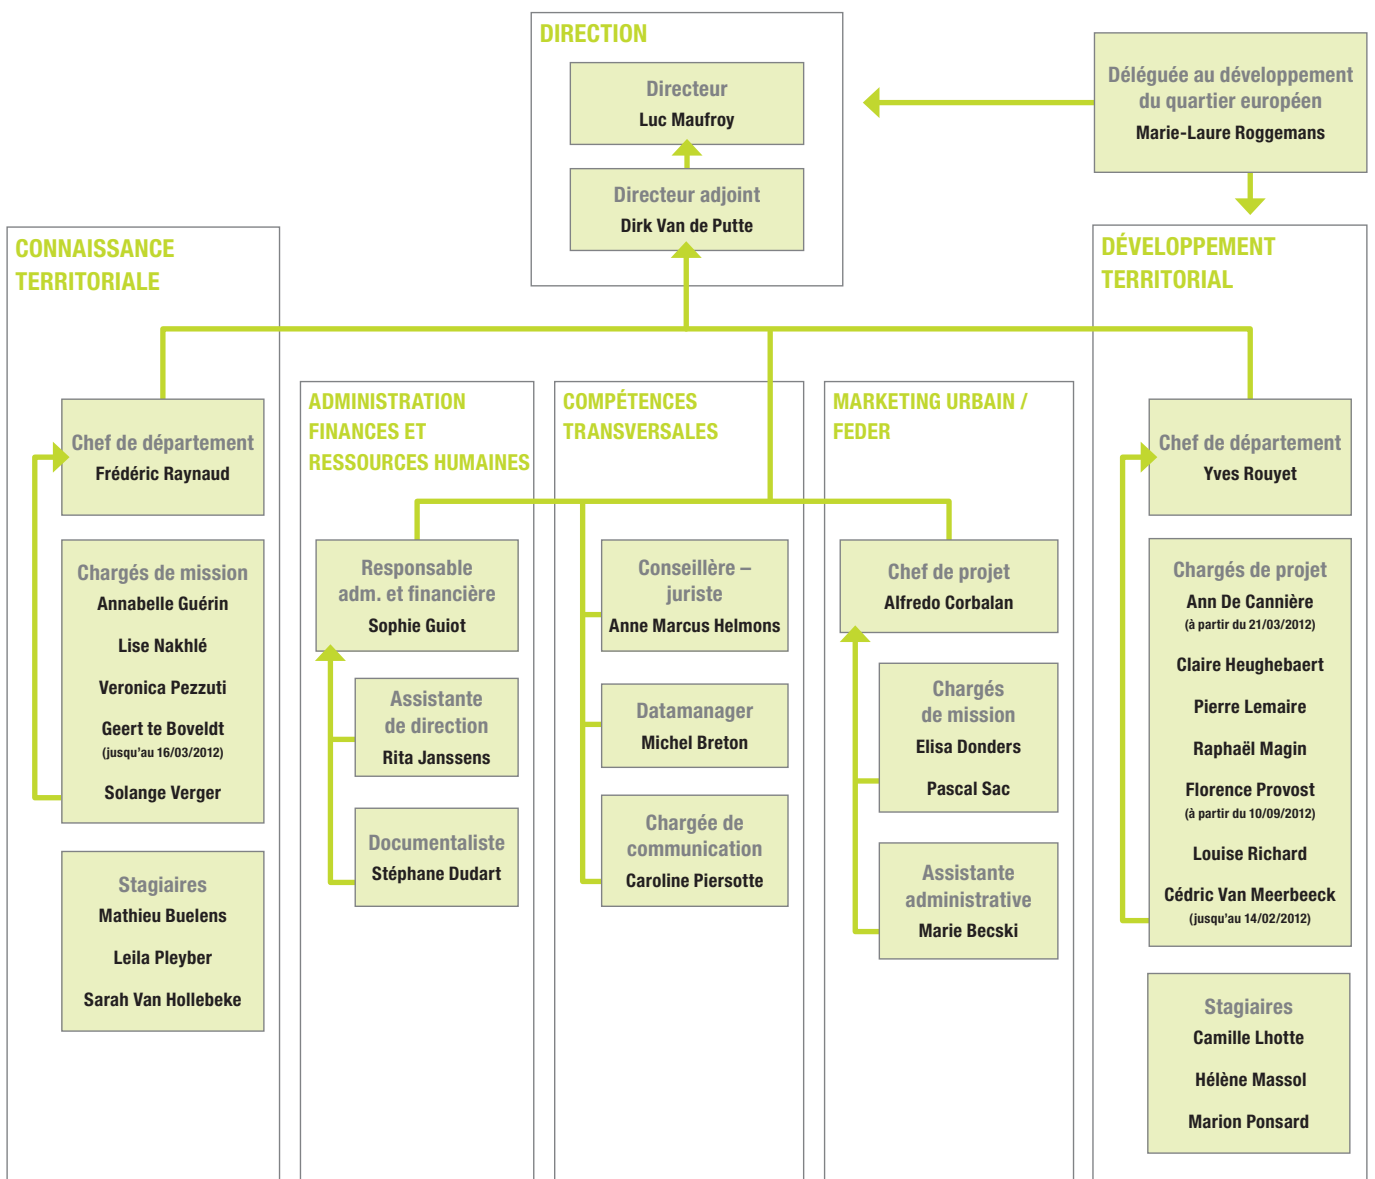 DIRECTION
Directeur
Luc Maufroy
Directeur adjoint
Dirk Van de Putte
Déléguée au développement
du quartier européen
Marie-Laure Roggemans
CONNAISSANCE
TERRITORIALE
Chef de département
Frédéric Raynaud
Chargés de mission
Annabelle Guérin
Lise Nakhlé
Veronica Pezzuti
Geert te Boveldt
(jusqu'au 16/03/2012)
Solange Verger
Stagiaires
Mathieu Buelens
Leila Pleyber
Sarah Van Hollebeke
ADMINISTRATION
FINANCES ET
RESSOURCES HUMAINES
Responsable
adm. et financière
Sophie Guiot
Assistante
de direction
Rita Janssens
Documentaliste
Stéphane Dudart
COMPÉTENCES
TRANSVERSALES
Conseillère –
juriste
Anne Marcus Helmons
Datamanager
Michel Breton
Chargée de
communication
Caroline Piersotte
MARKETING URBAIN /
FEDER
Chef de projet
Alfredo Corbalan
Chargés
de mission
Elisa Donders
Pascal Sac
Assistante
administrative
Marie Becski
DÉVELOPPEMENT
TERRITORIAL
Chef de département
Yves Rouyet
Chargés de projet
Ann De Cannière
(à partir du 21/03/2012)
Claire Heughebaert
Pierre Lemaire
Raphaël Magin
Florence Provost
(à partir du 10/09/2012)
Louise Richard
Cédric Van Meerbeeck
(jusqu'au 14/02/2012)
Stagiaires
Camille Lhotte
Hélène Massol
Marion Ponsard